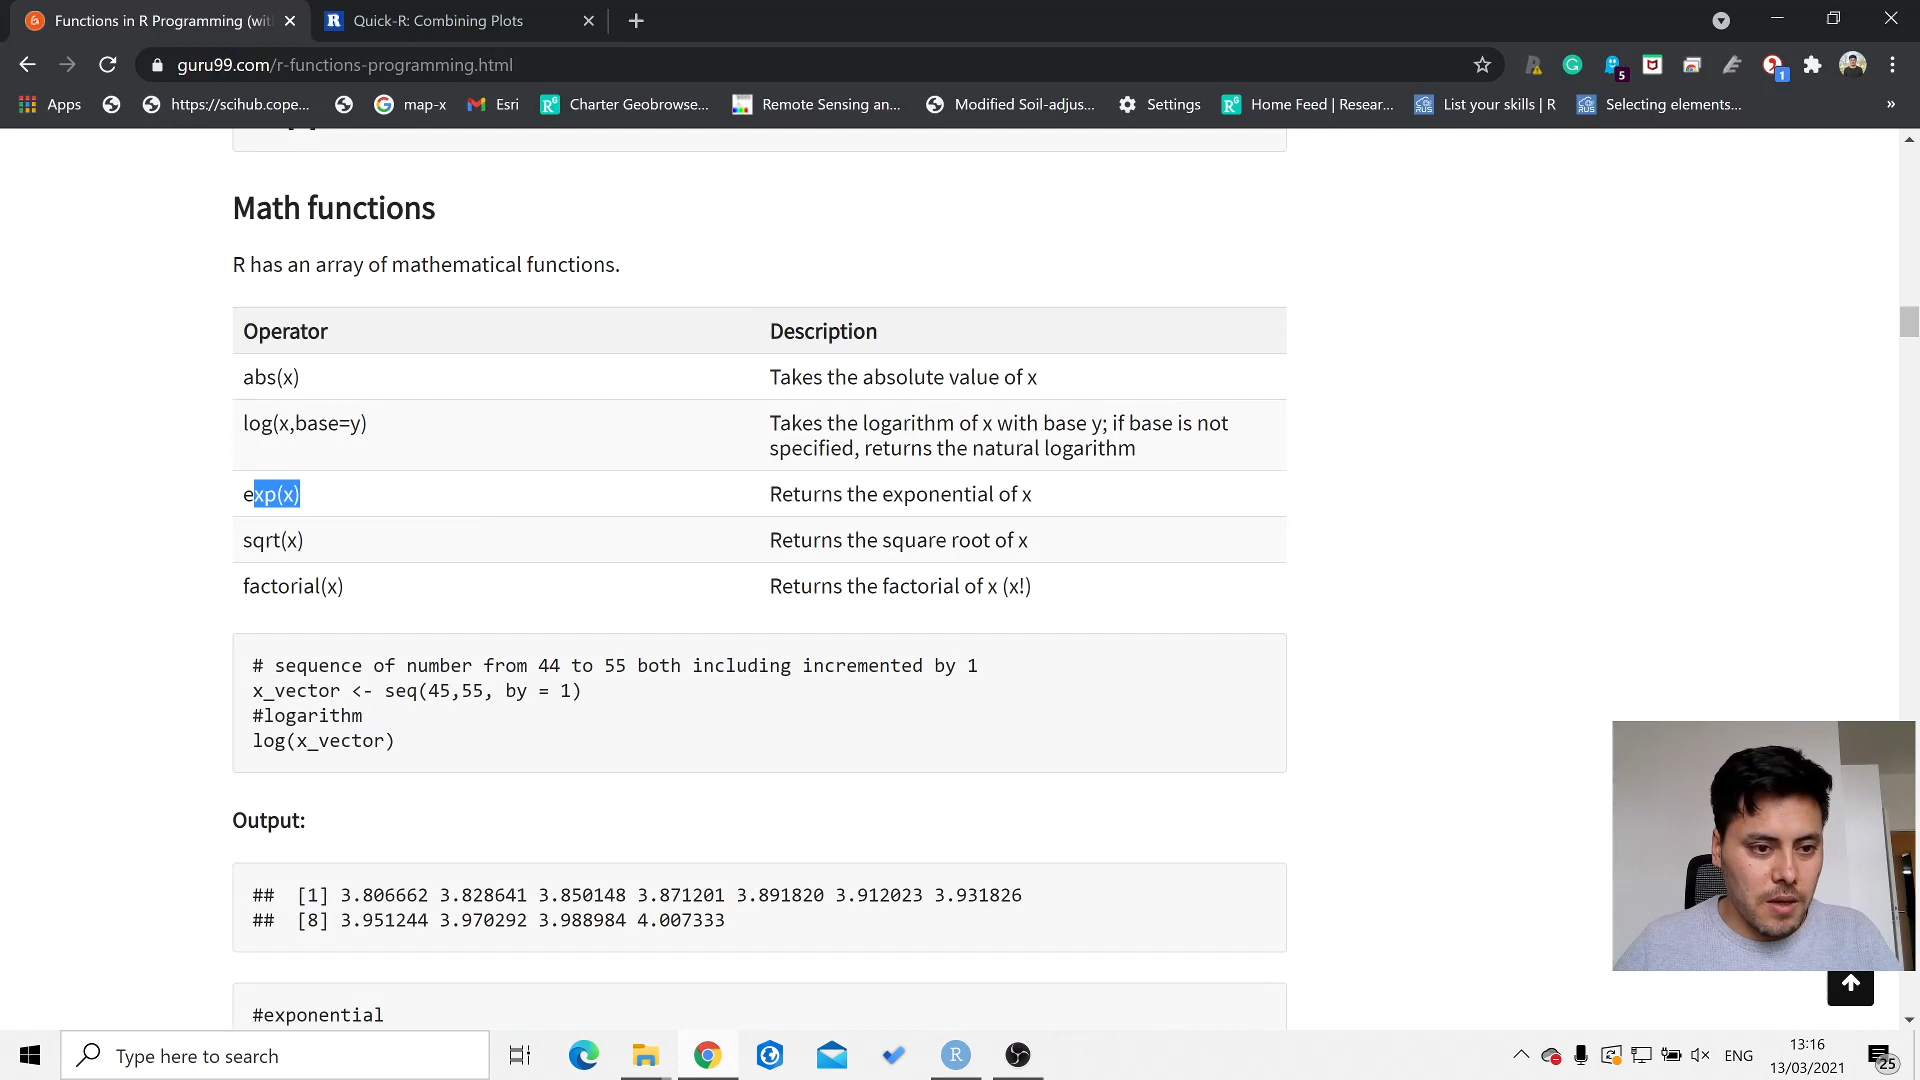 Functions in R Programming (wit
Quick-R: Combining Plots
guru99.com/r-functions-programming.html
5
1
Apps
https://scihub.cope...
map-x
Esri
Charter Geobrowse...
Remote Sensing an...
Modified Soil-adjus...
Settings
Home Feed | Resear...
List your skills | R
Selecting elements...
»
Math functions
R has an array of mathematical functions.
Operator Description
abs(x) Takes the absolute value of x
log(x,base=y) Takes the logarithm of x with base y; if base is not
specified, returns the natural logarithm
exp(x) Returns the exponential of x
sqrt(x) Returns the square root of x
factorial(x) Returns the factorial of x (x!)
# sequence of number from 44 to 55 both including incremented by 1
x_vector <- seq(45,55, by = 1)
#logarithm
log(x_vector)
Output:
## [1] 3.806662 3.828641 3.850148 3.871201 3.891820 3.912023 3.931826
## [8] 3.951244 3.970292 3.988984 4.007333
#exponential
Type here to search
ENG
13:16
13/03/2021
25